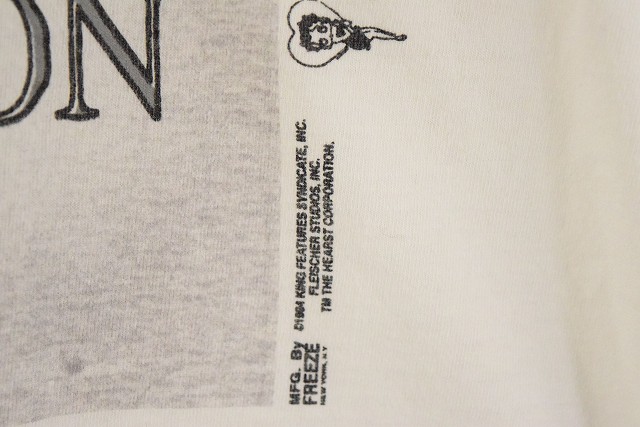 ON
©1994 KING FEATURES SYNDICATE, INC.
FLEISCHER STUDIOS, INC.
TM THE HEARST CORPORATION.
MFG. By
FREEZE
NEW YORK, N.Y